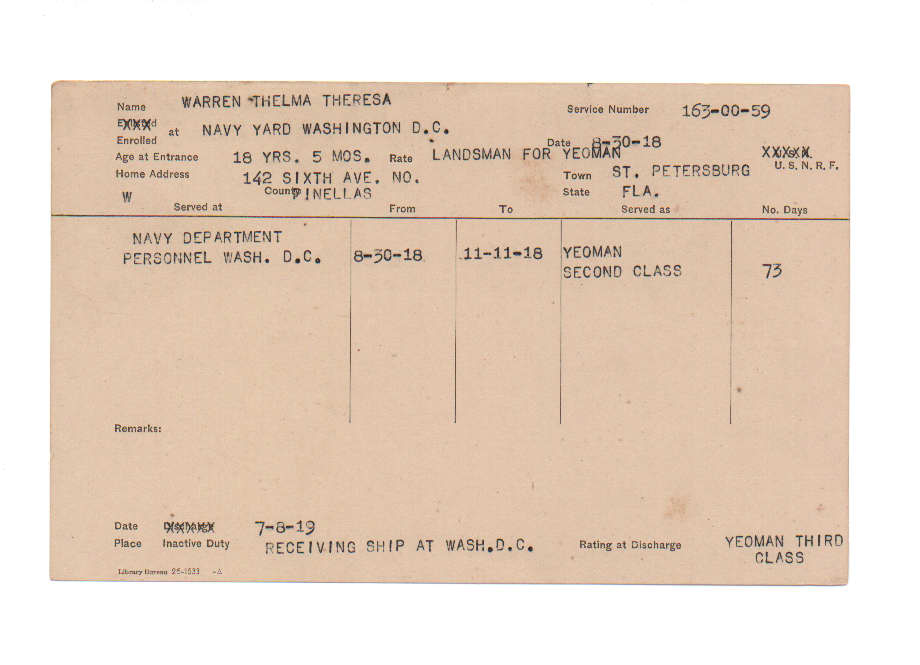 Name WARREN THELMA THERESA Service Number 163-00-59
Enrolled at NAVY YARD WASHINGTON D.C. Date 8-30-18
Age at Entrance 18 YRS. 5 MOS. Rate LANDSMAN FOR YEOMAN U.S.N.R.F.
Home Address 142 SIXTH AVE. NO. Town ST. PETERSBURG
W County PINELLAS State FLA.
Served at From To Served as No. Days
NAVY DEPARTMENT
PERSONNEL WASH. D.C. 8-30-18 11-11-18 YEOMAN
SECOND CLASS 73
Remarks:
Date 7-8-19
Place Inactive Duty RECEIVING SHIP AT WASH.D.C. Rating at Discharge YEOMAN THIRD
CLASS
Library Bureau 25-1533 -A